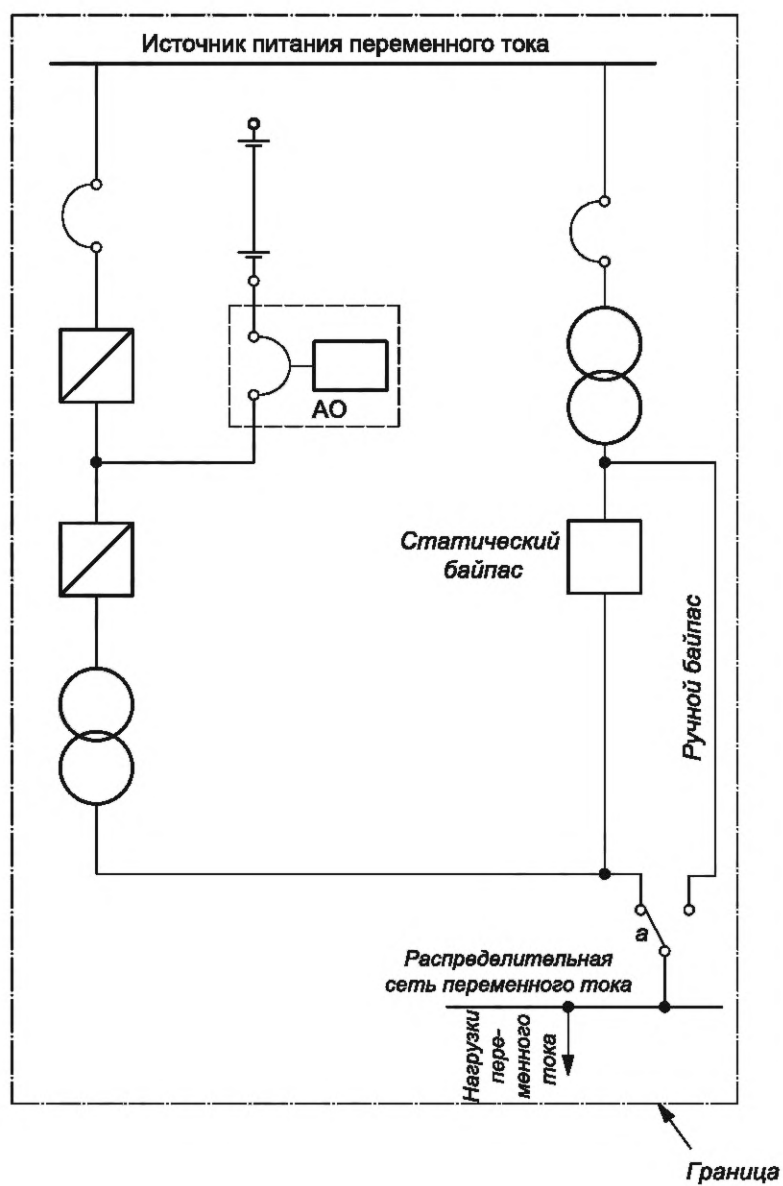 Источник питания переменного тока
АО
Статический
байпас
Ручной байпас
а
Распределительная
сеть переменного тока
Нагрузки
пере-
менного
тока
Граница